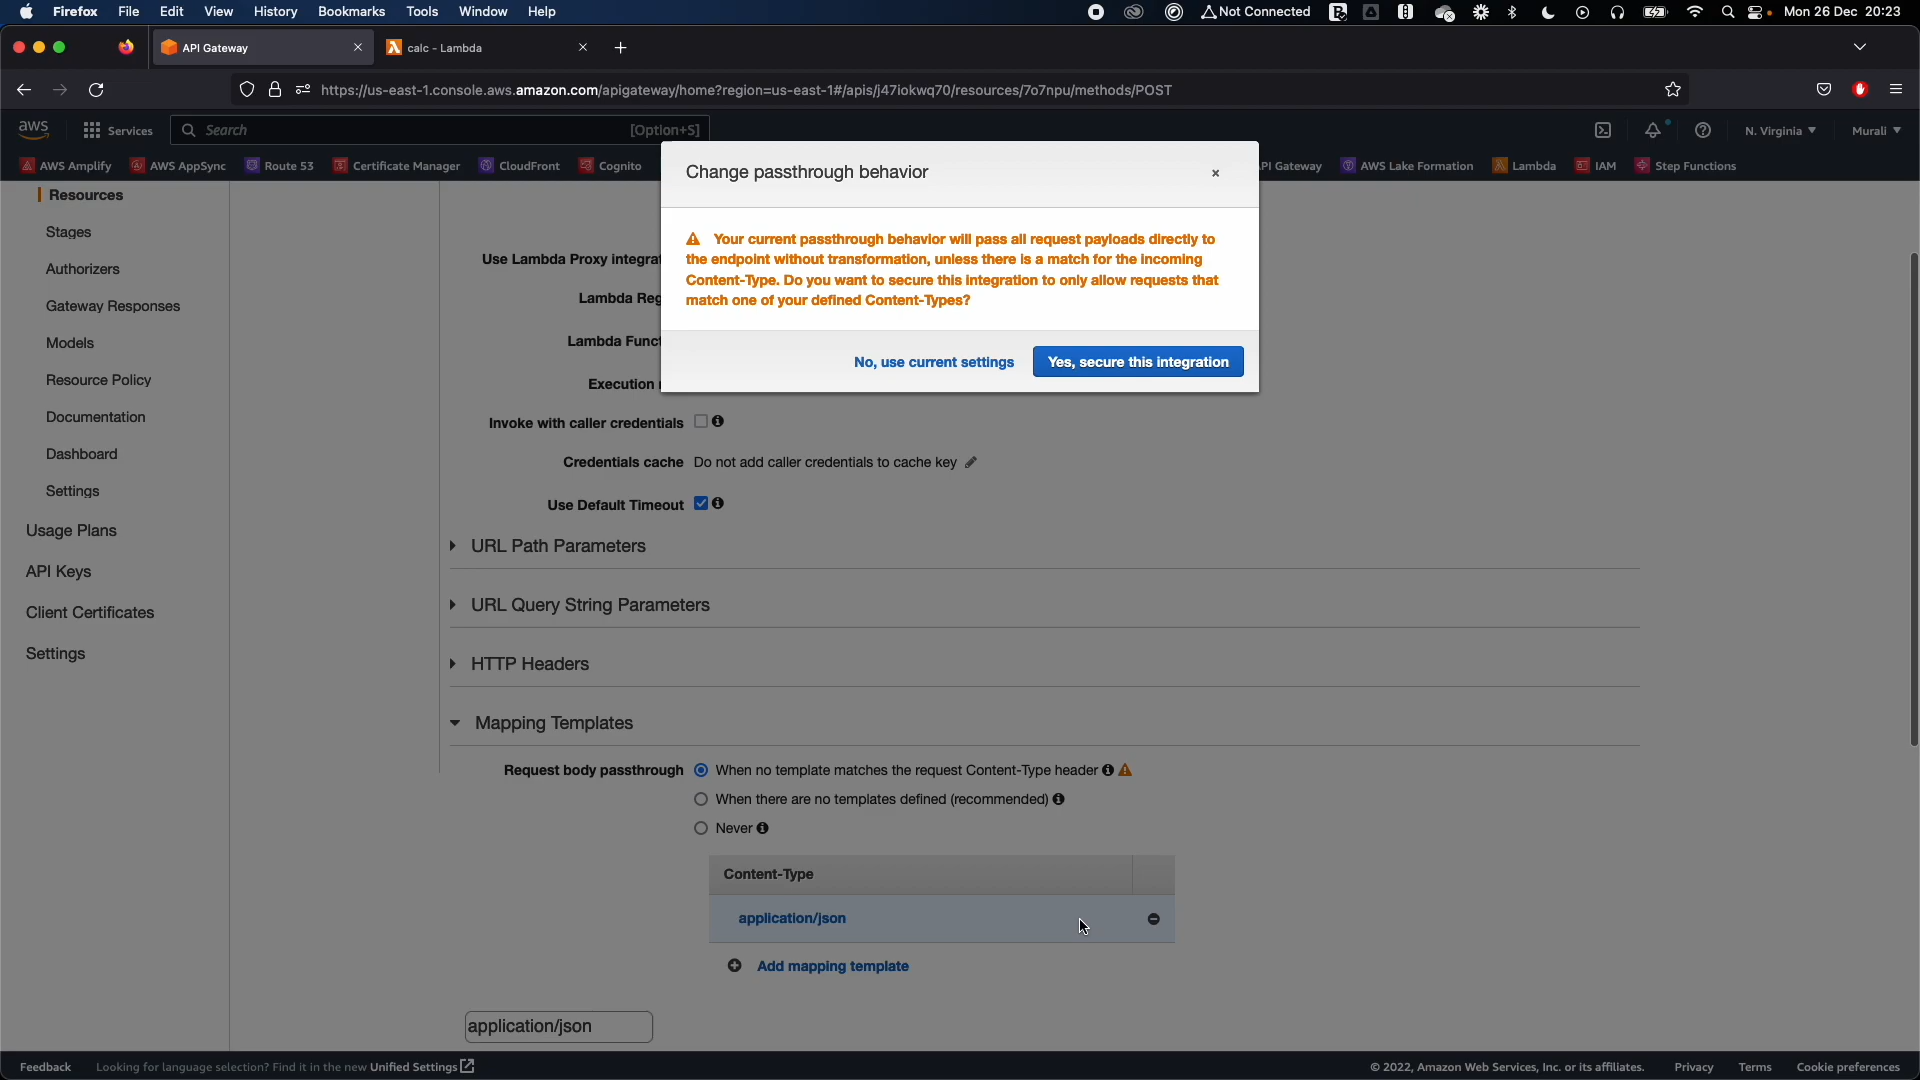 Firefox File Edit View History Bookmarks Tools Window Help Not Connected Mon 26 Dec 20:23
API Gateway calc - Lambda
https://us-east-1.console.aws.amazon.com/apigateway/home?region=us-east-1#/apis/j47iokwq70/resources/7o7npu/methods/POST
aws Services Search [Option+S] N. Virginia Murali
AWS Amplify AWS AppSync Route 53 Certificate Manager CloudFront Cognito PI Gateway AWS Lake Formation Lambda IAM Step Functions
Change passthrough behavior
Your current passthrough behavior will pass all request payloads directly to
the endpoint without transformation, unless there is a match for the incoming
Content-Type. Do you want to secure this integration to only allow requests that
match one of your defined Content-Types?
No, use current settings Yes, secure this integration
Resources
Stages
Authorizers
Gateway Responses
Models
Resource Policy
Documentation
Dashboard
Settings
Usage Plans
API Keys
Client Certificates
Settings
Use Lambda Proxy integra
Lambda Reg
Lambda Func
Execution
Invoke with caller credentials
Credentials cache Do not add caller credentials to cache key
Use Default Timeout
URL Path Parameters
URL Query String Parameters
HTTP Headers
Mapping Templates
Request body passthrough When no template matches the request Content-Type header
When there are no templates defined (recommended)
Never
Content-Type
application/json
Add mapping template
application/json
Feedback Looking for language selection? Find it in the new Unified Settings © 2022, Amazon Web Services, Inc. or its affiliates. Privacy Terms Cookie preferences